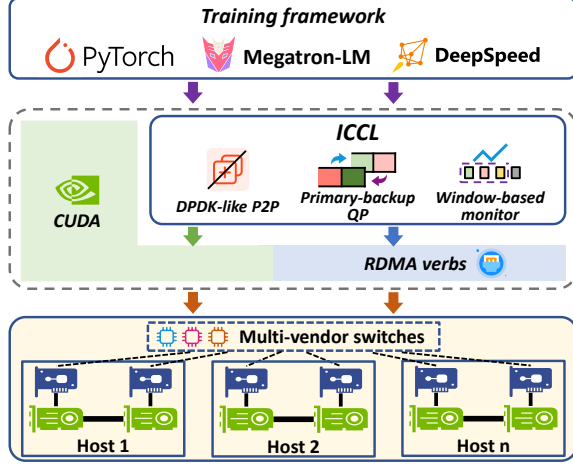 Training framework
PyTorch
Megatron-LM
DeepSpeed
ICCL
CUDA
DPDK-like P2P
Primary-backup
QP
Window-based
monitor
RDMA verbs
Multi-vendor switches
Host 1
Host 2
Host n